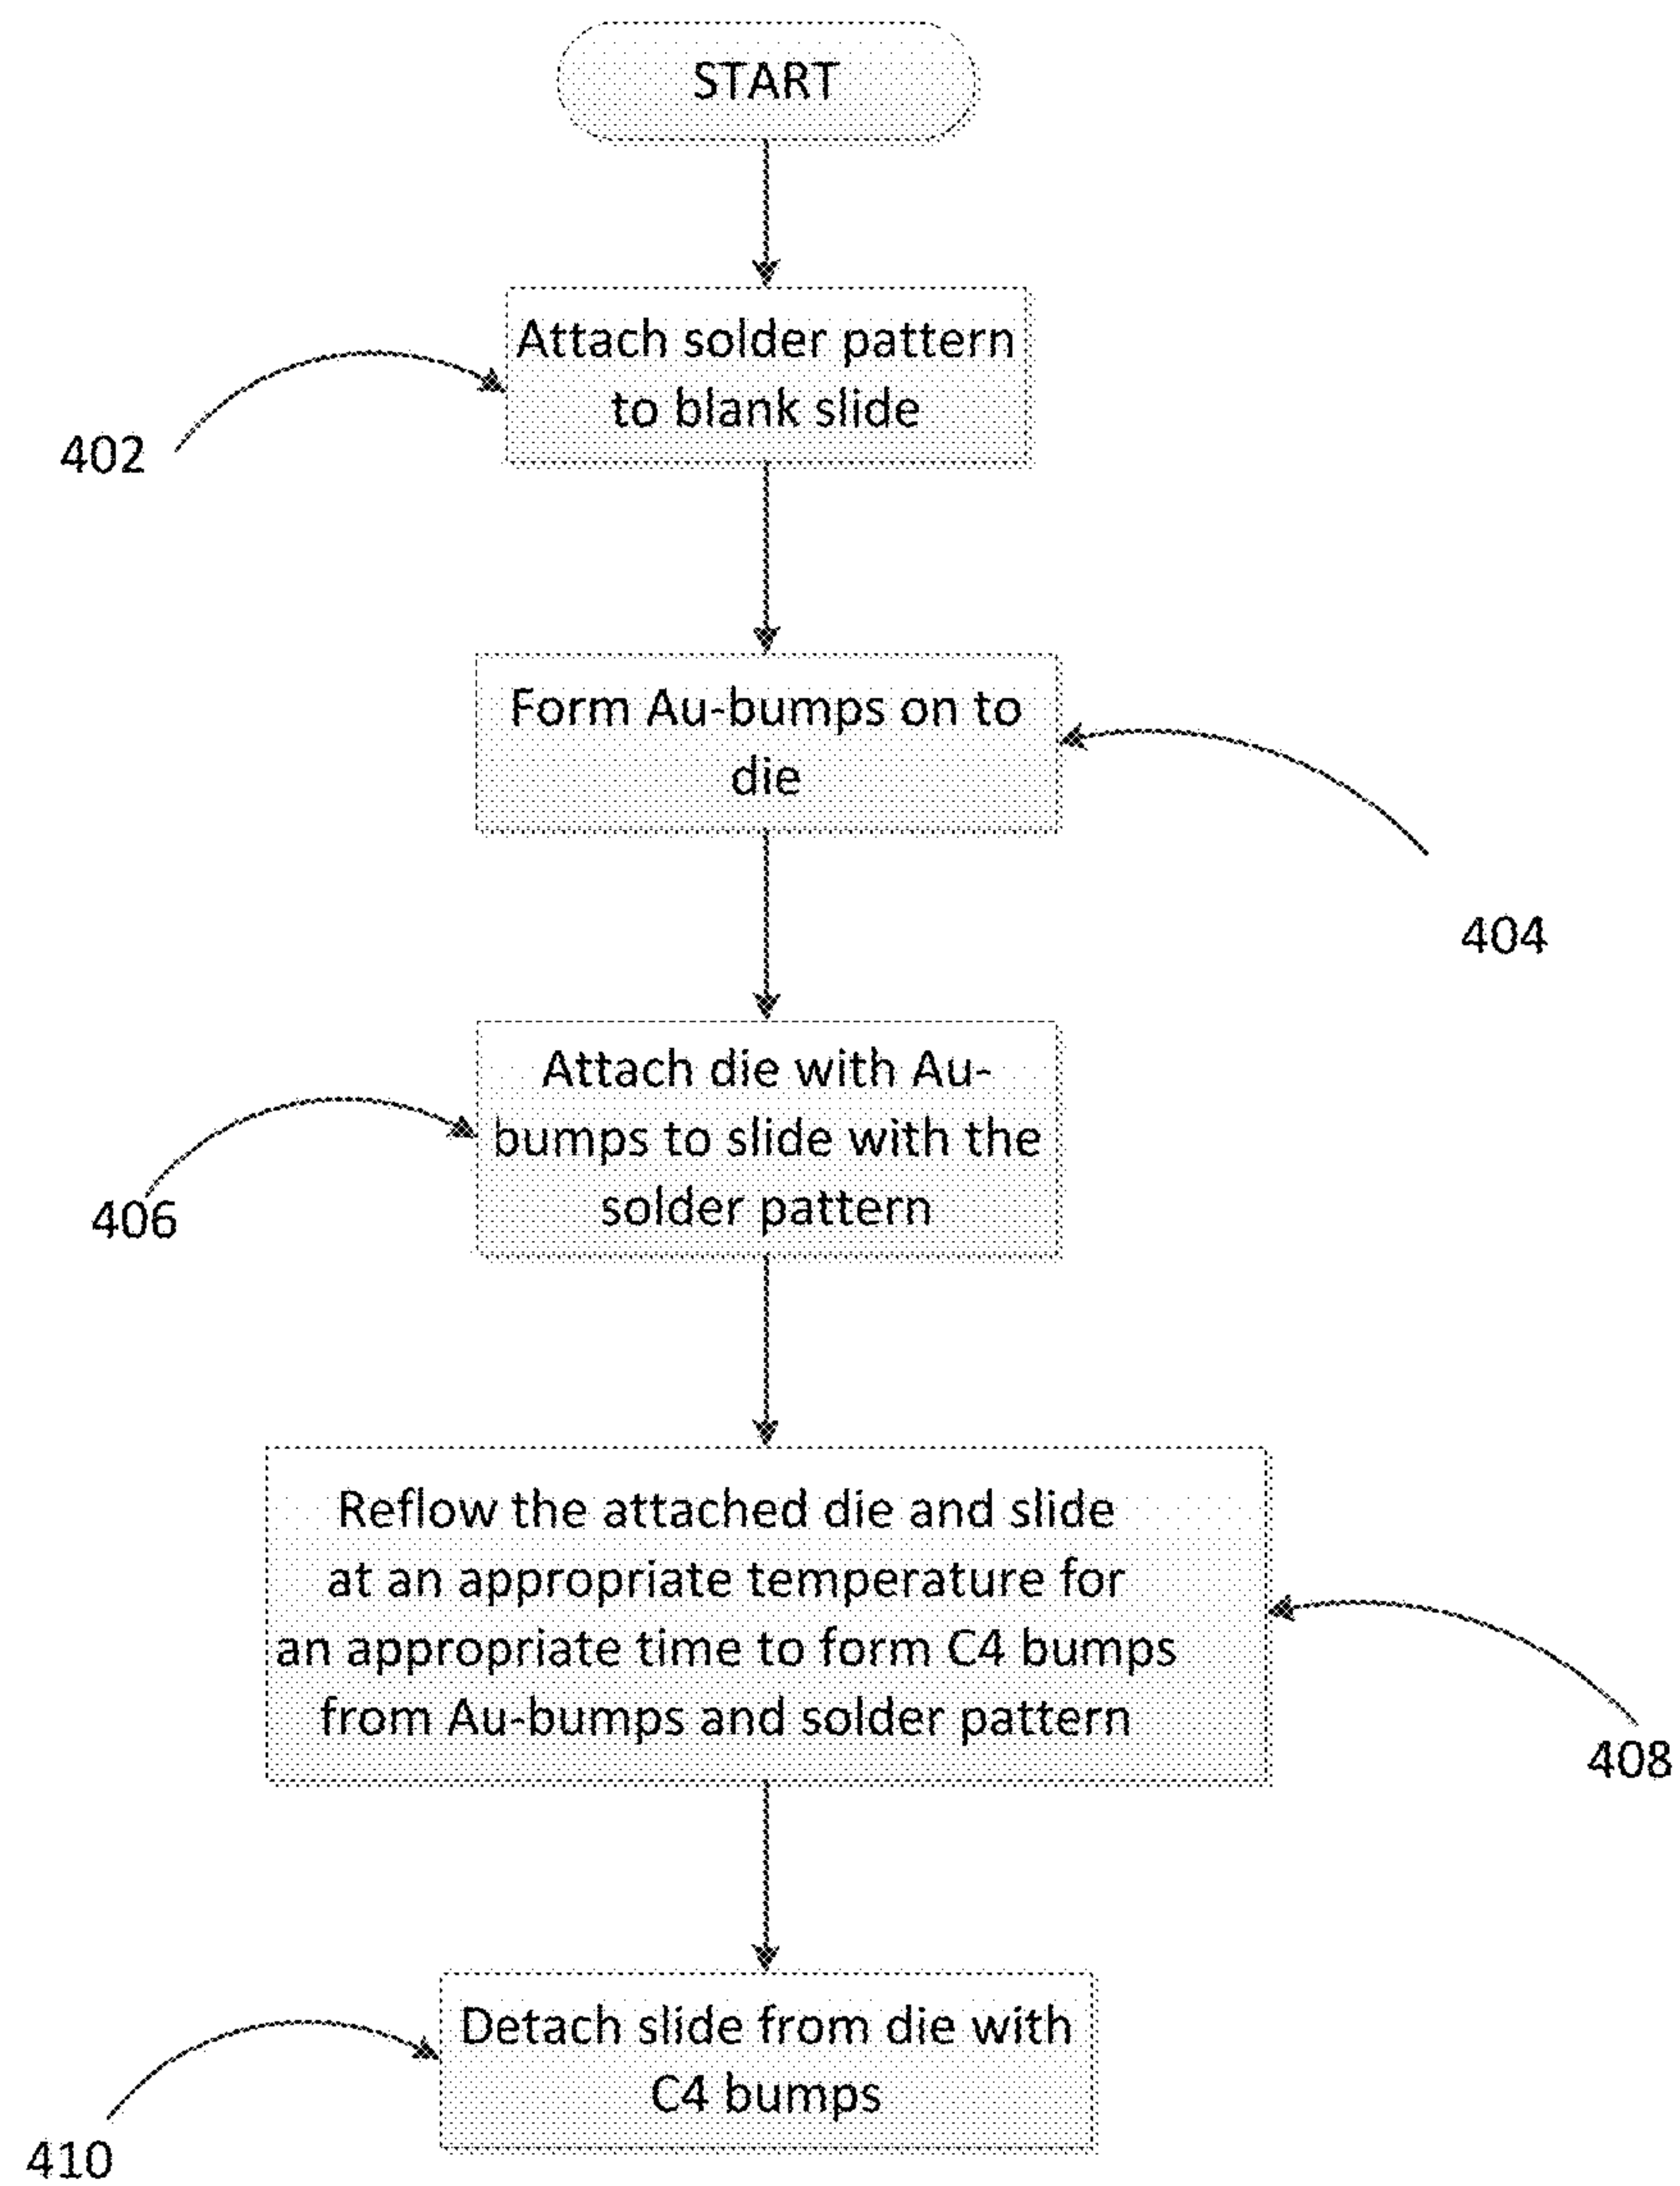 START
Attach solder pattern
to blank slide
402
Form Au-bumps on to
die
404
Attach die with Au-
bumps to slide with the
solder pattern
406
Reflow the attached die and slide
at an appropriate temperature for
an appropriate time to form C4 bumps
from Au-bumps and solder pattern
408
Detach slide from die with
C4 bumps
410